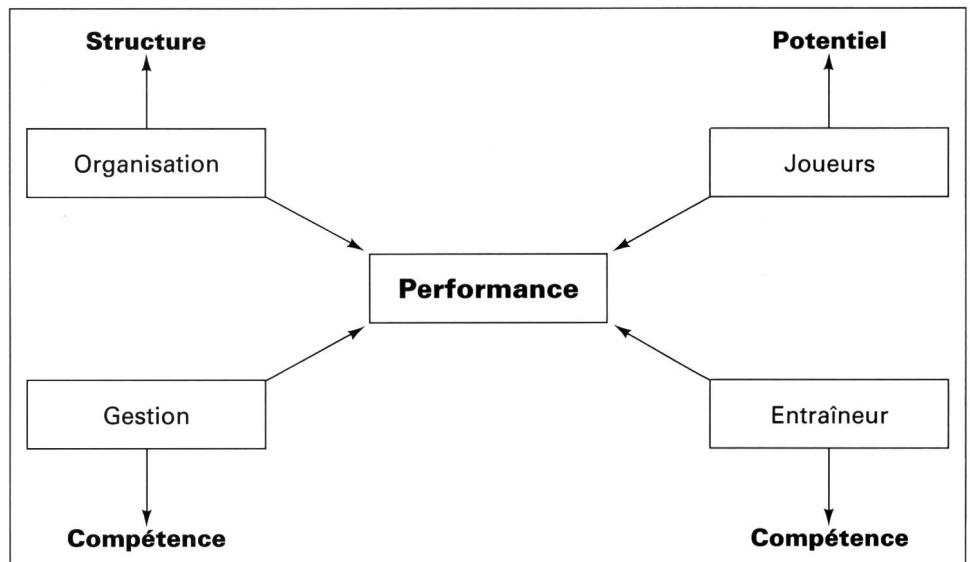 Structure
Potentiel
Organisation
Joueurs
Performance
Gestion
Entraîneur
Compétence
Compétence